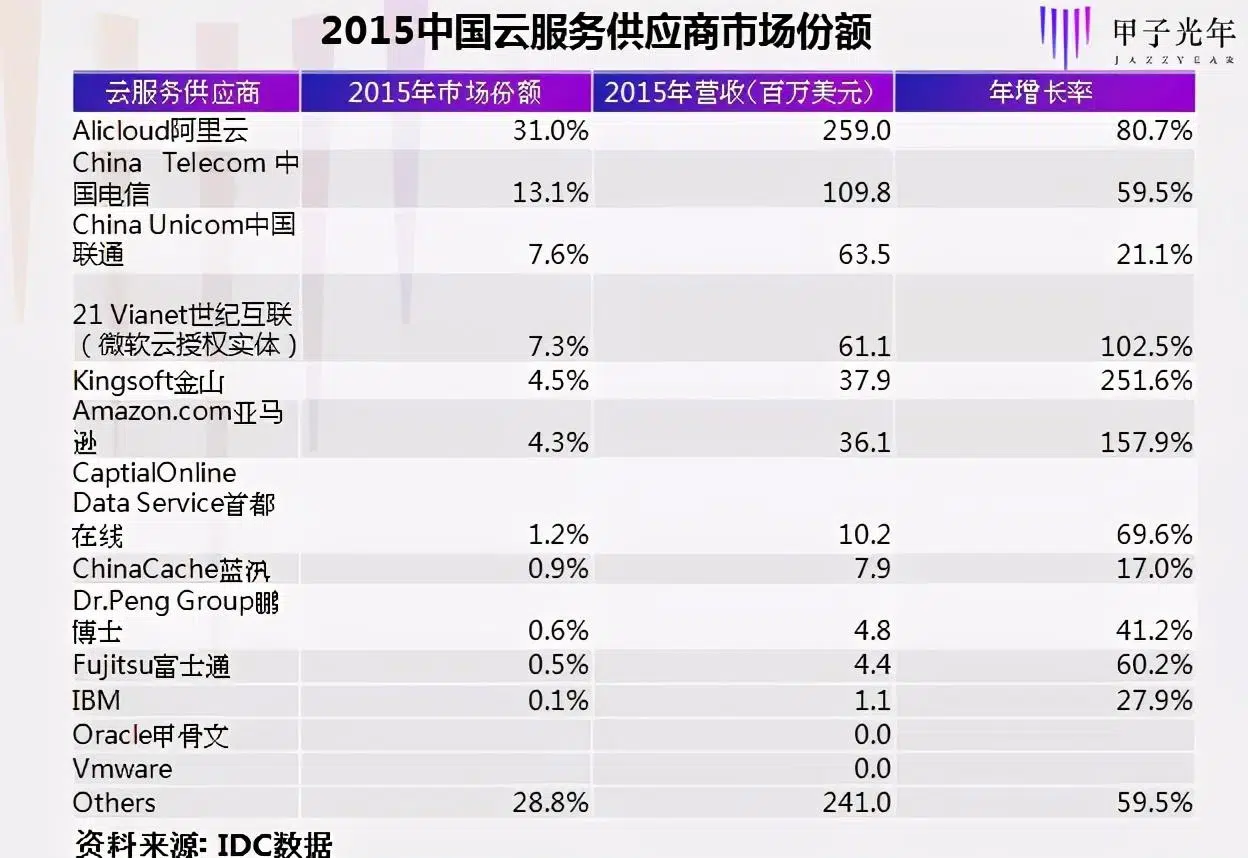 2015中国云服务供应商市场份额
甲子光年
JAZZYEAR
云服务供应商 2015年市场份额 2015年营收(百万美元) 年增长率
Alicloud阿里云 31.0% 259.0 80.7%
China Telecom 中
国电信 13.1% 109.8 59.5%
China Unicom中国
联通 7.6% 63.5 21.1%
21 Vianet世纪互联
(微软云授权实体) 7.3% 61.1 102.5%
Kingsoft金山 4.5% 37.9 251.6%
Amazon.com亚马
逊 4.3% 36.1 157.9%
CaptialOnline
Data Service首都
在线 1.2% 10.2 69.6%
ChinaCache蓝汛 0.9% 7.9 17.0%
Dr.Peng Group鹏
博士 0.6% 4.8 41.2%
Fujitsu富士通 0.5% 4.4 60.2%
IBM 0.1% 1.1 27.9%
Oracle甲骨文 0.0
Vmware 0.0
Others 28.8% 241.0 59.5%
资料来源: IDC数据